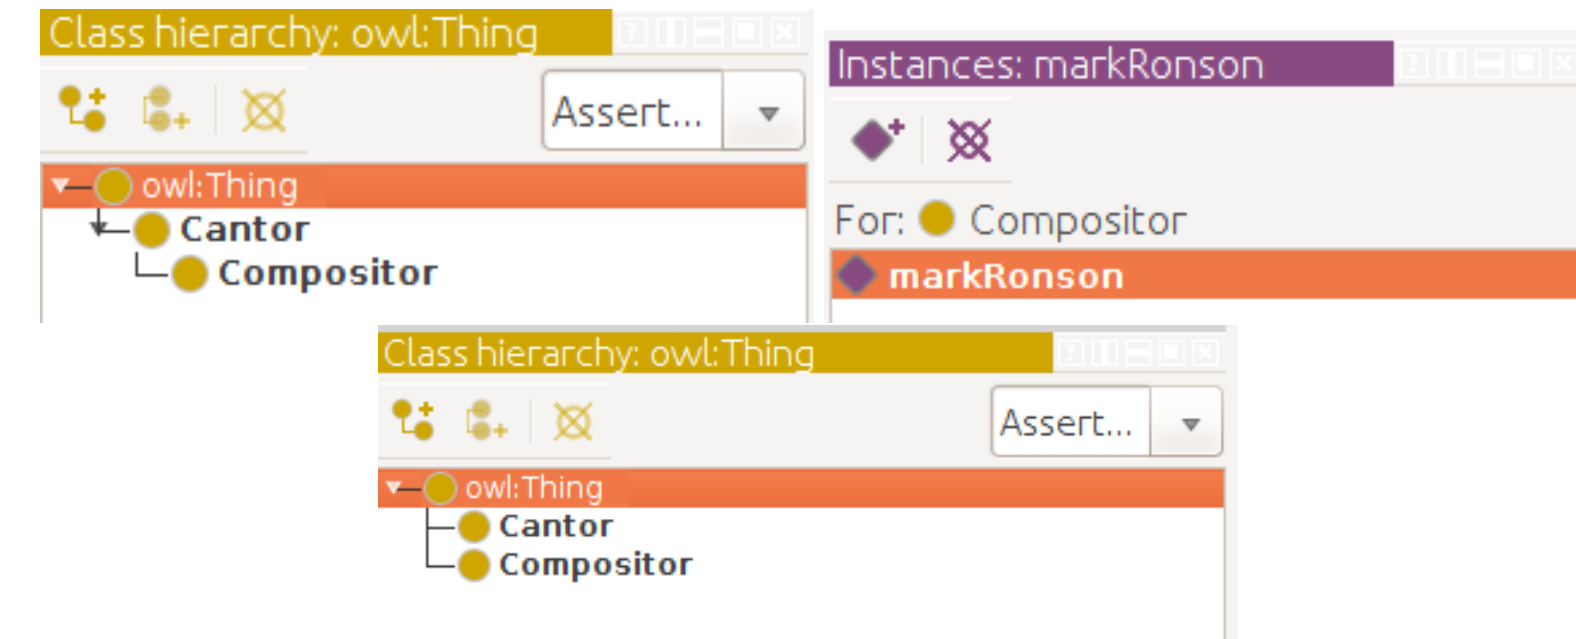 Class hierarchy: owl:Thing
Assert...
owl:Thing
Cantor
Compositor
Instances: markRonson
For: Compositor
markRonson
Class hierarchy: owl:Thing
Assert...
owl:Thing
Cantor
Compositor